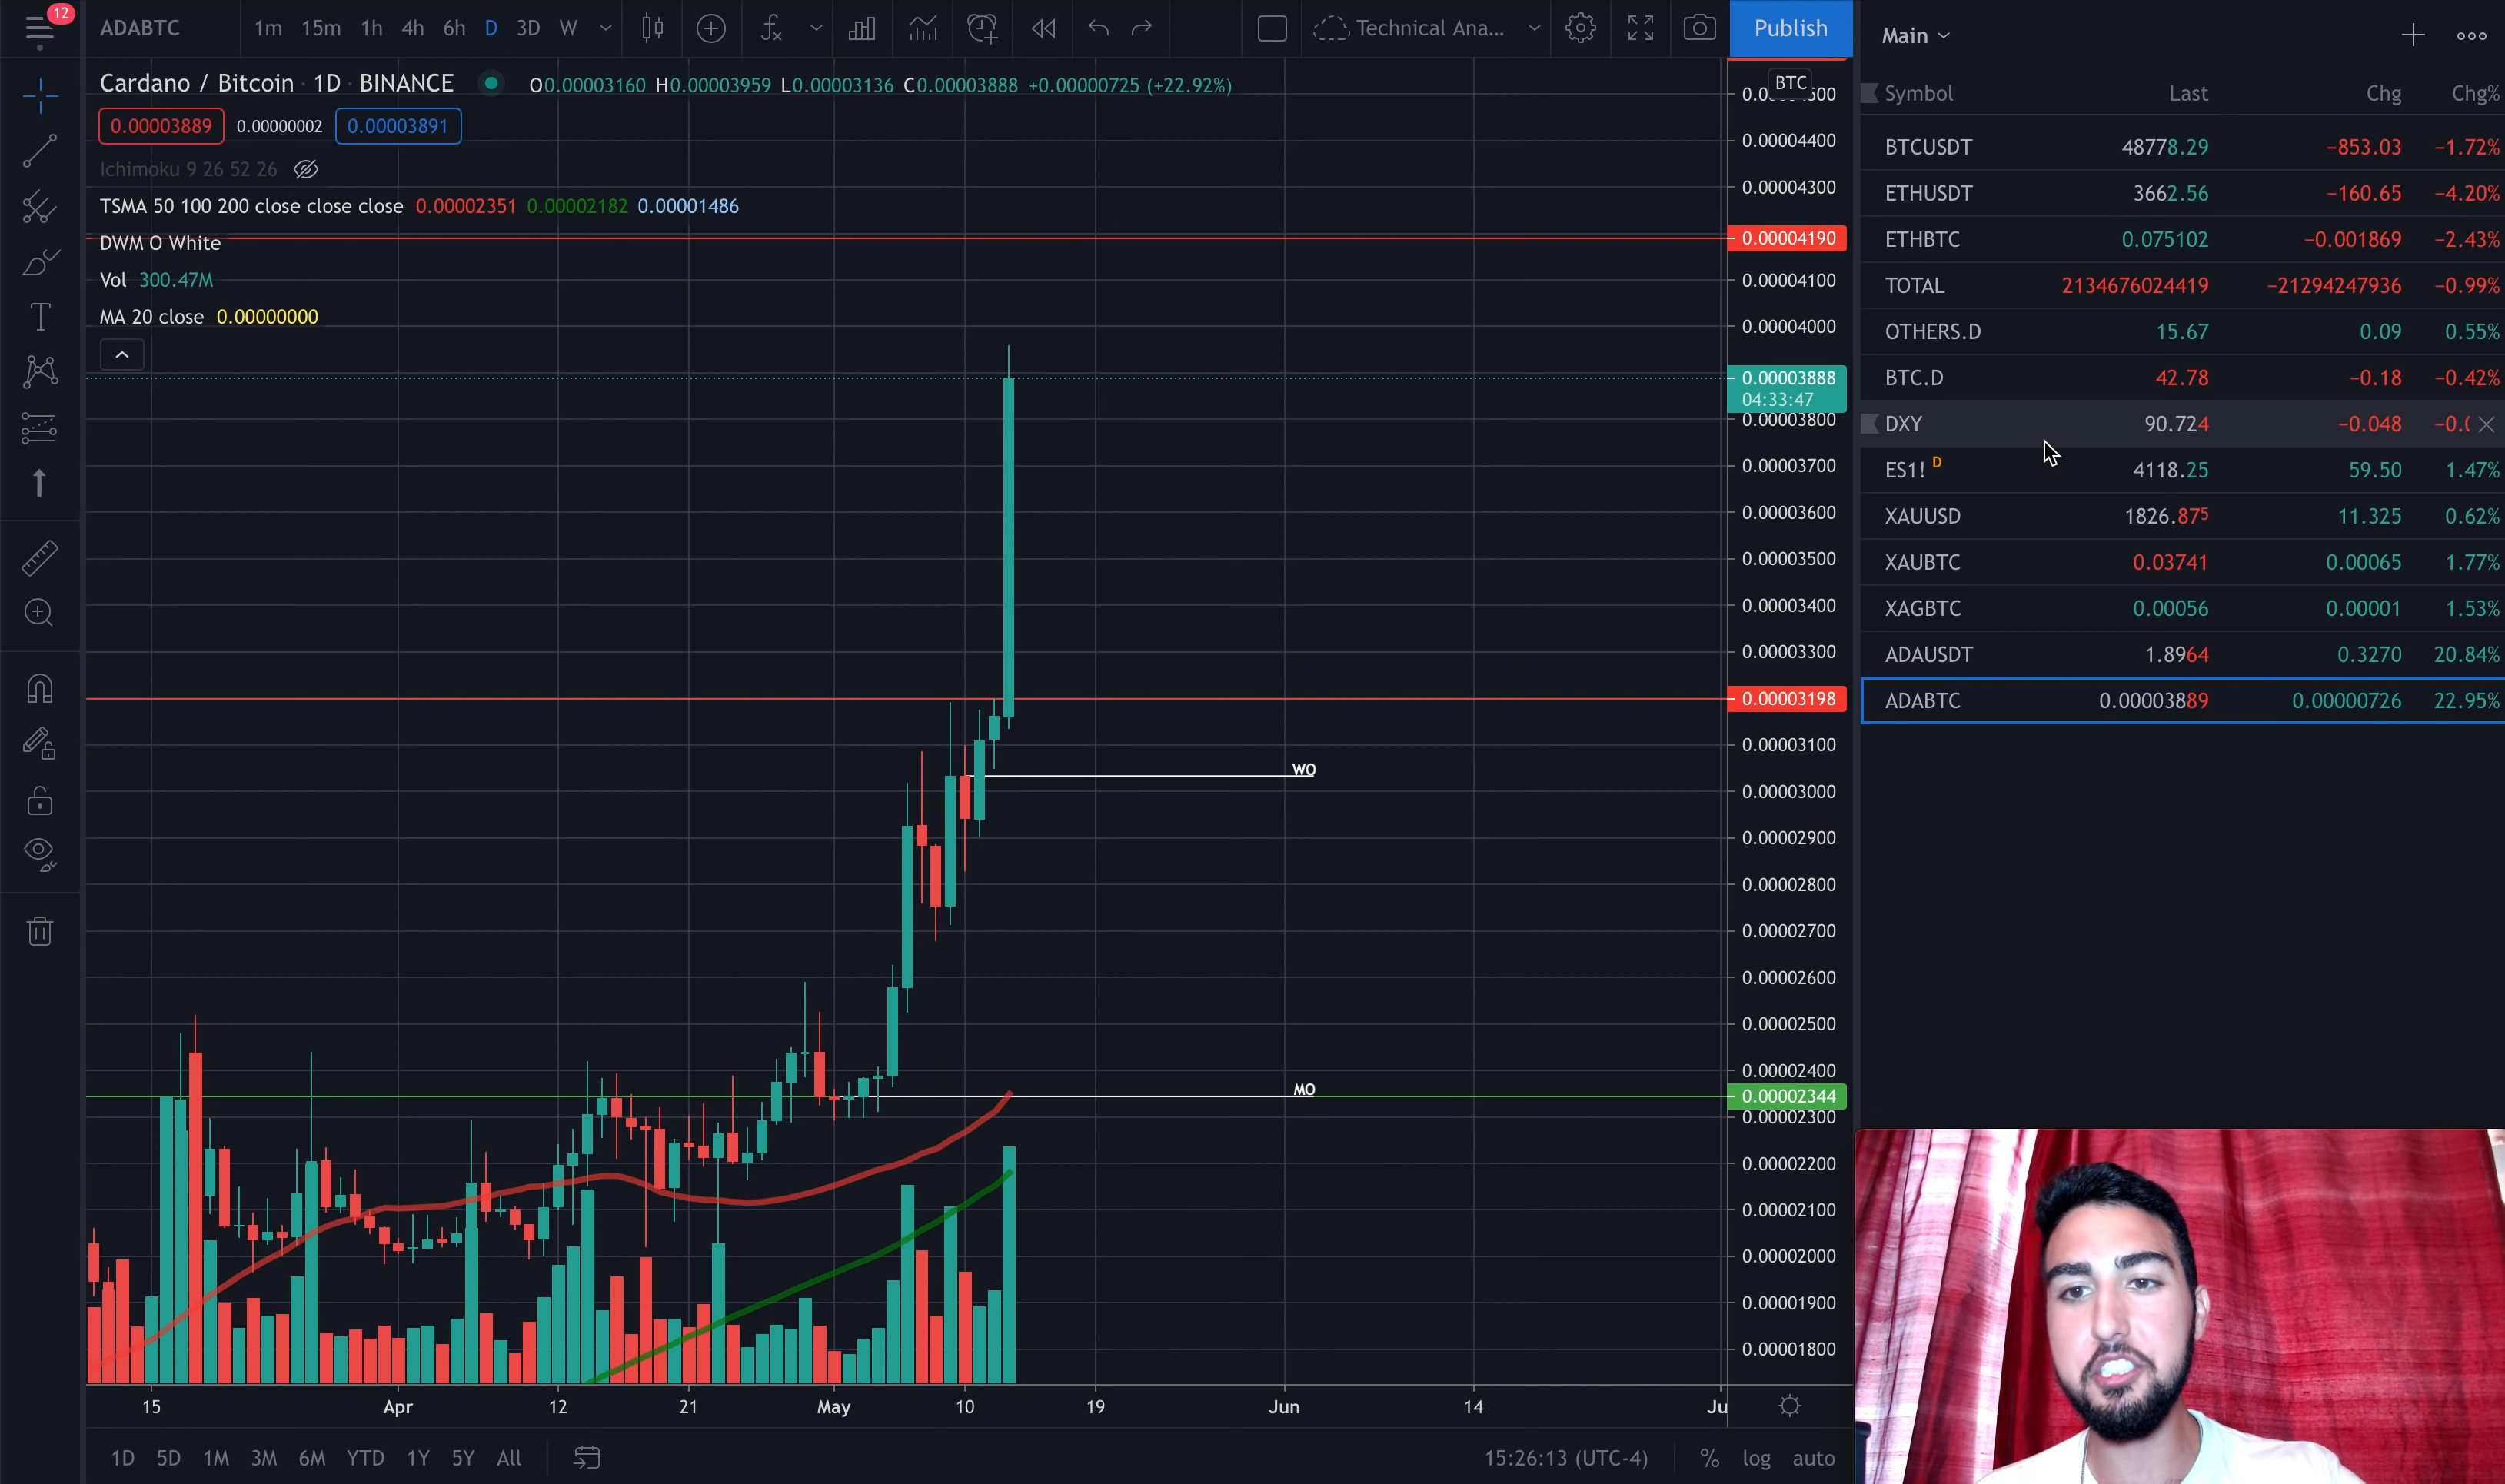 12
ADABTC 1m 15m 1h 4h 6h D 3D W Technical Ana... Publish
Cardano / Bitcoin · 1D · BINANCE O0.00003160 H0.00003959 L0.00003136 C0.00003888 +0.00000725 (+22.92%)
0.00003889 0.00000002 0.00003891
Ichimoku 9 26 52 26
TSMA 50 100 200 close close close 0.00002351 0.00002182 0.00001486
DWM O White
Vol 300.47M
MA 20 close 0.00000000
BTC
0.00004400
0.00004300
0.00004190
0.00004100
0.00004000
0.00003888
04:33:47
0.00003800
0.00003700
0.00003600
0.00003500
0.00003400
0.00003300
0.00003198
0.00003100
WO
0.00003000
0.00002900
0.00002800
0.00002700
0.00002600
0.00002500
0.00002400
MO
0.00002344
0.00002300
0.00002200
0.00002100
0.00002000
0.00001900
0.00001800
15 Apr 12 21 May 10 19 Jun 14 Ju
1D 5D 1M 3M 6M YTD 1Y 5Y All 15:26:13 (UTC-4) % log auto
Main
Symbol Last Chg Chg%
BTCUSDT 48778.29 −853.03 −1.72%
ETHUSDT 3662.56 −160.65 −4.20%
ETHBTC 0.075102 −0.001869 −2.43%
TOTAL 2134676024419 −21294247936 −0.99%
OTHERS.D 15.67 0.09 0.55%
BTC.D 42.78 −0.18 −0.42%
DXY 90.724 −0.048 −0.
ES1! D 4118.25 59.50 1.47%
XAUUSD 1826.875 11.325 0.62%
XAUBTC 0.03741 0.00065 1.77%
XAGBTC 0.00056 0.00001 1.53%
ADAUSDT 1.8964 0.3270 20.84%
ADABTC 0.00003889 0.00000726 22.95%